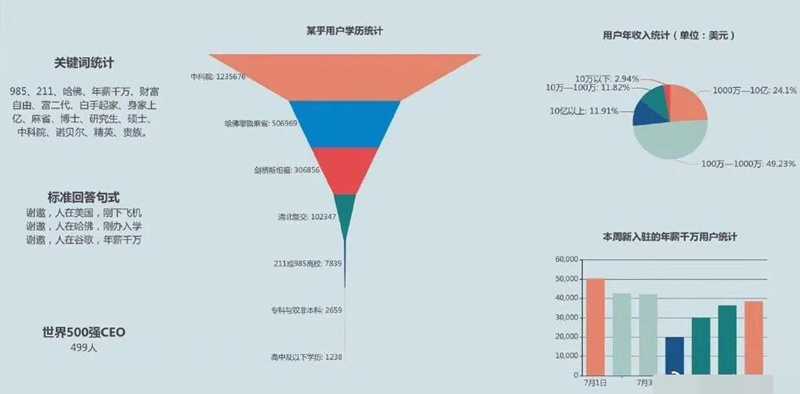 关键词统计
985、211、哈佛、年薪千万、财富
自由、富二代、白手起家、身家上
亿、麻省、博士、研究生、硕士、
中科院、诺贝尔、精英、贵族。
标准回答句式
谢邀，人在美国，刚下飞机
谢邀，人在哈佛，刚办入学
谢邀，人在谷歌，年薪千万
世界500强CEO
499人
某乎用户学历统计
中科院: 1235676
哈佛耶鲁麻省: 506969
剑桥斯坦福: 306856
清北复交: 102347
211或985高校: 7839
专科与双非本科: 2659
高中及以下学历: 1238
用户年收入统计（单位：美元）
10万以下: 2.94%
10万—100万: 11.82%
10亿以上: 11.91%
1000万—10亿: 24.1%
100万—1000万: 49.23%
本周新入驻的年薪千万用户统计
60,000
50,000
40,000
30,000
20,000
10,000
0
7月1日
7月3